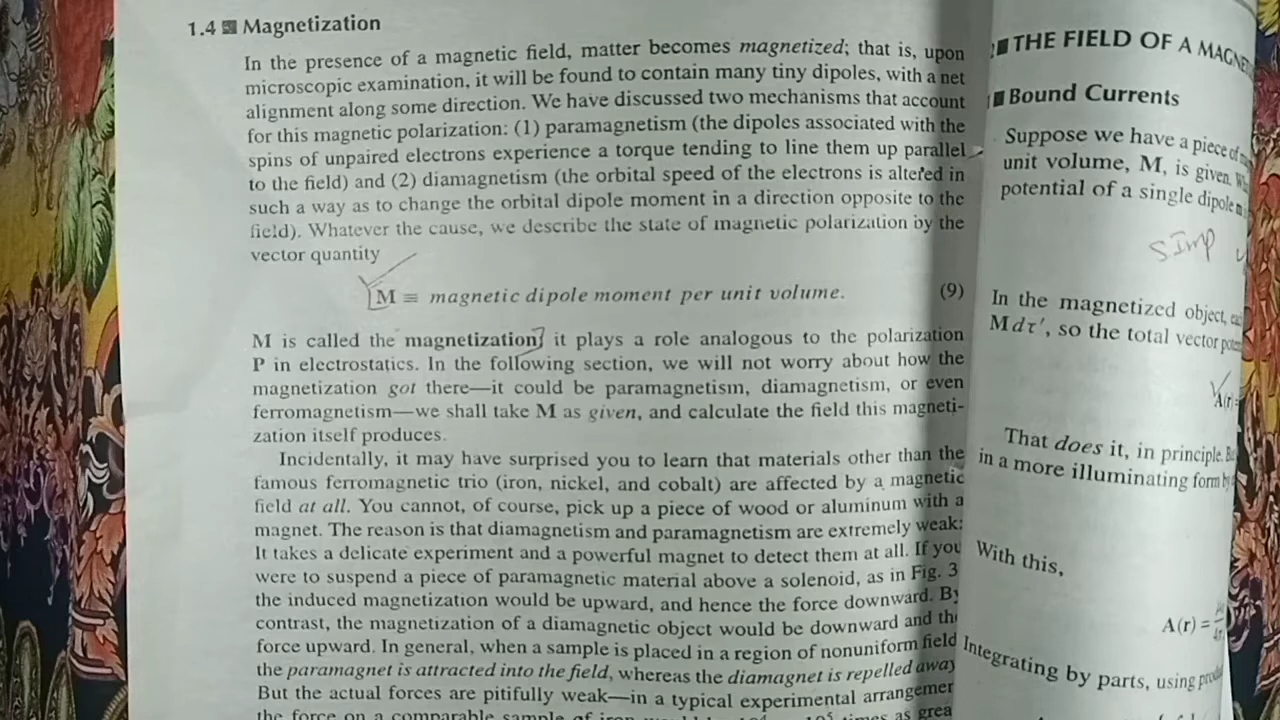 1.4 Magnetization
In the presence of a magnetic field, matter becomes magnetized; that is, upon
microscopic examination, it will be found to contain many tiny dipoles, with a net
alignment along some direction. We have discussed two mechanisms that account
for this magnetic polarization: (1) paramagnetism (the dipoles associated with the
spins of unpaired electrons experience a torque tending to line them up parallel
to the field) and (2) diamagnetism (the orbital speed of the electrons is altered in
such a way as to change the orbital dipole moment in a direction opposite to the
field). Whatever the cause, we describe the state of magnetic polarization by the
vector quantity
M ≡ magnetic dipole moment per unit volume. (9)
M is called the magnetization; it plays a role analogous to the polarization
P in electrostatics. In the following section, we will not worry about how the
magnetization got there—it could be paramagnetism, diamagnetism, or even
ferromagnetism—we shall take M as given, and calculate the field this magneti-
zation itself produces.
Incidentally, it may have surprised you to learn that materials other than the
famous ferromagnetic trio (iron, nickel, and cobalt) are affected by a magnetic
field at all. You cannot, of course, pick up a piece of wood or aluminum with a
magnet. The reason is that diamagnetism and paramagnetism are extremely weak:
It takes a delicate experiment and a powerful magnet to detect them at all. If you
were to suspend a piece of paramagnetic material above a solenoid, as in Fig. 3
the induced magnetization would be upward, and hence the force downward. By
contrast, the magnetization of a diamagnetic object would be downward and the
force upward. In general, when a sample is placed in a region of nonuniform field
the paramagnet is attracted into the field, whereas the diamagnet is repelled away
But the actual forces are pitifully weak—in a typical experimental
the force on a comparable sample of iron times as
THE FIELD OF A
Bound Currents
Suppose we have a piece of
unit volume, M, is given.
potential of a single dipole
SImp
In the magnetized object,
Mdτ′, so the total vector
A(r)=
That does it, in principle.
in a more illuminating form
With this,
A(r) =
Integrating by parts, using